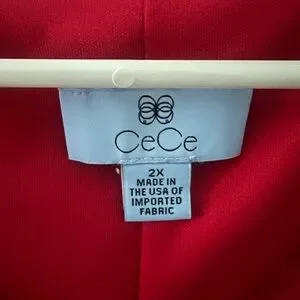 CeCe
2X
MADE IN
THE USA OF
IMPORTED
FABRIC